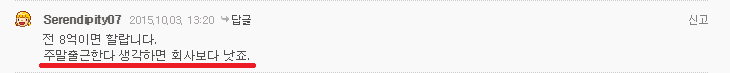 Serendipity07 2015.10.03. 13:20 답글 신고
전 8억이면 할랍니다.
주말출근한다 생각하면 회사보다 낫죠.